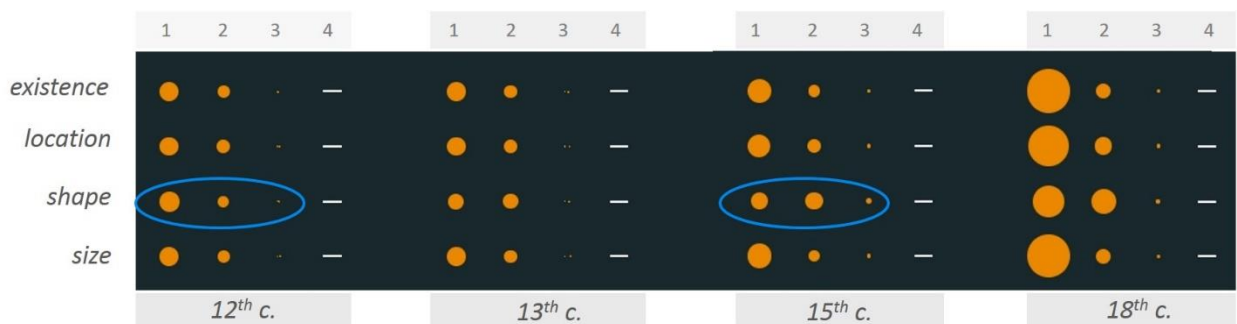 1 2 3 4 1 2 3 4 1 2 3 4 1 2 3 4
existence
location
shape
size
12th c. 13th c. 15th c. 18th c.